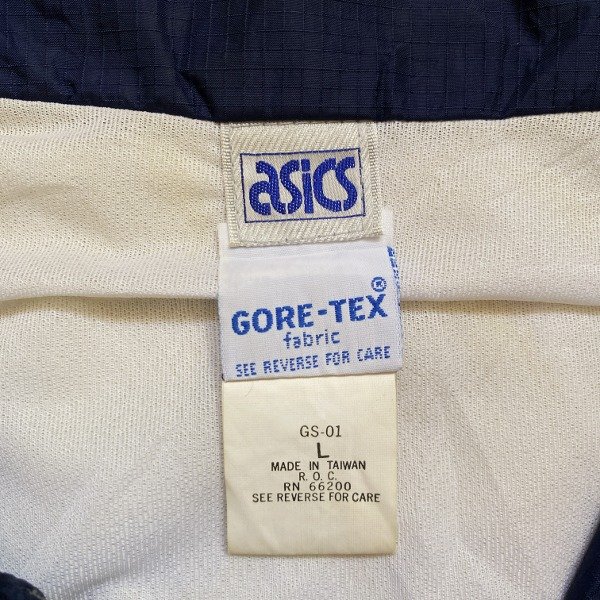 asics
GORE-TEX®
fabric
SEE REVERSE FOR CARE
GS-01
L
MADE IN TAIWAN
R. O. C.
RN 66200
SEE REVERSE FOR CARE